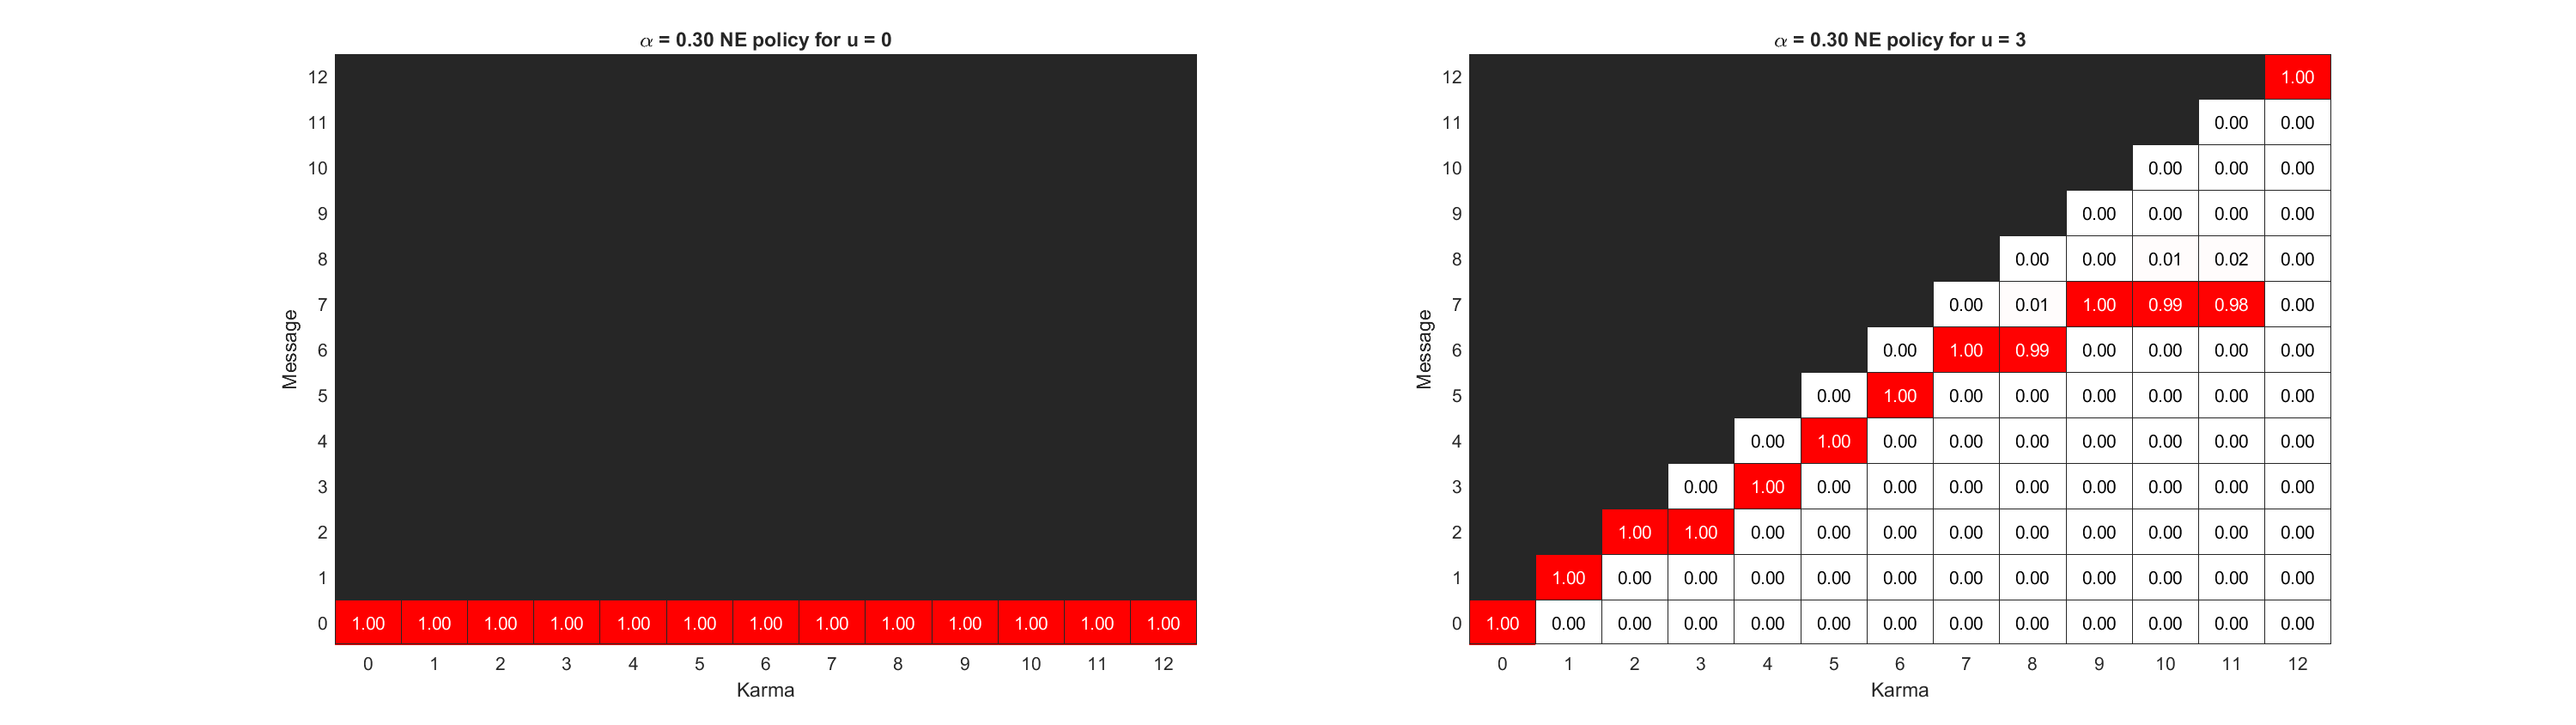 α = 0.30 NE policy for u = 0
12
11
10
9
8
7
6
5
4
3
2
1
0
Message
1.00 1.00 1.00 1.00 1.00 1.00 1.00 1.00 1.00 1.00 1.00 1.00 1.00
0 1 2 3 4 5 6 7 8 9 10 11 12
Karma
α = 0.30 NE policy for u = 3
12 1.00
11 0.00 0.00
10 0.00 0.00 0.00
9 0.00 0.00 0.00 0.00
8 0.00 0.00 0.01 0.02 0.00
7 0.00 0.01 1.00 0.99 0.98 0.00
6 0.00 1.00 0.99 0.00 0.00 0.00 0.00
5 0.00 1.00 0.00 0.00 0.00 0.00 0.00 0.00
4 0.00 1.00 0.00 0.00 0.00 0.00 0.00 0.00 0.00
3 0.00 1.00 0.00 0.00 0.00 0.00 0.00 0.00 0.00 0.00
2 1.00 1.00 0.00 0.00 0.00 0.00 0.00 0.00 0.00 0.00 0.00
1 1.00 0.00 0.00 0.00 0.00 0.00 0.00 0.00 0.00 0.00 0.00 0.00
0 1.00 0.00 0.00 0.00 0.00 0.00 0.00 0.00 0.00 0.00 0.00 0.00 0.00
Message
0 1 2 3 4 5 6 7 8 9 10 11 12
Karma